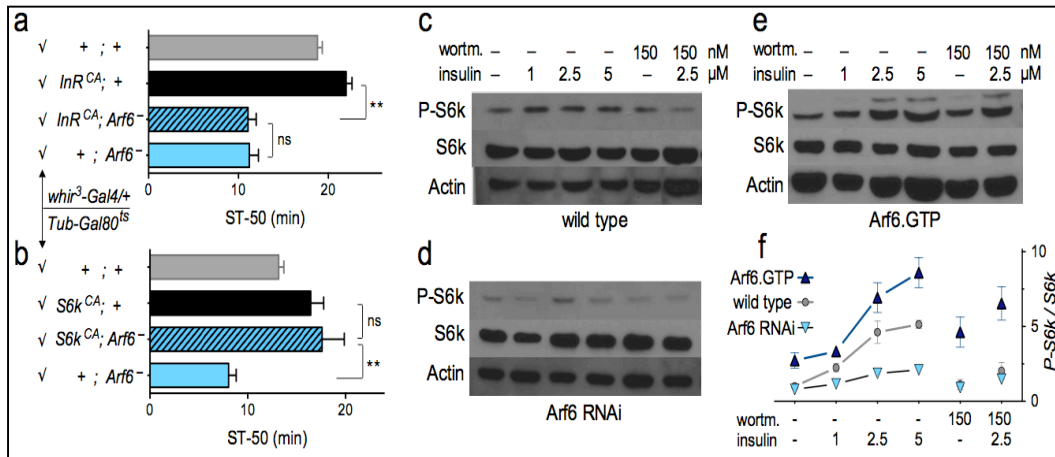 a
√ + ; +
√ InR CA; +
√ InR CA; Arf6 –
√ + ; Arf6 –
**
ns
0 10 20
ST-50 (min)
whir³-Gal4/+
Tub-Gal80ts
b
√ + ; +
√ S6k CA; +
√ S6k CA; Arf6 –
√ + ; Arf6 –
ns
**
0 10 20
ST-50 (min)
c
wortm. – – – – 150 150 nM
insulin – 1 2.5 5 – 2.5 µM
P-S6k
S6k
Actin
wild type
d
P-S6k
S6k
Actin
Arf6 RNAi
e
wortm. – – – – 150 150 nM
insulin – 1 2.5 5 – 2.5 µM
P-S6k
S6k
Actin
Arf6.GTP
f
Arf6.GTP
wild type
Arf6 RNAi
10
5
0
P-S6k / S6k
wortm. - - - - 150 150
insulin - 1 2.5 5 - 2.5